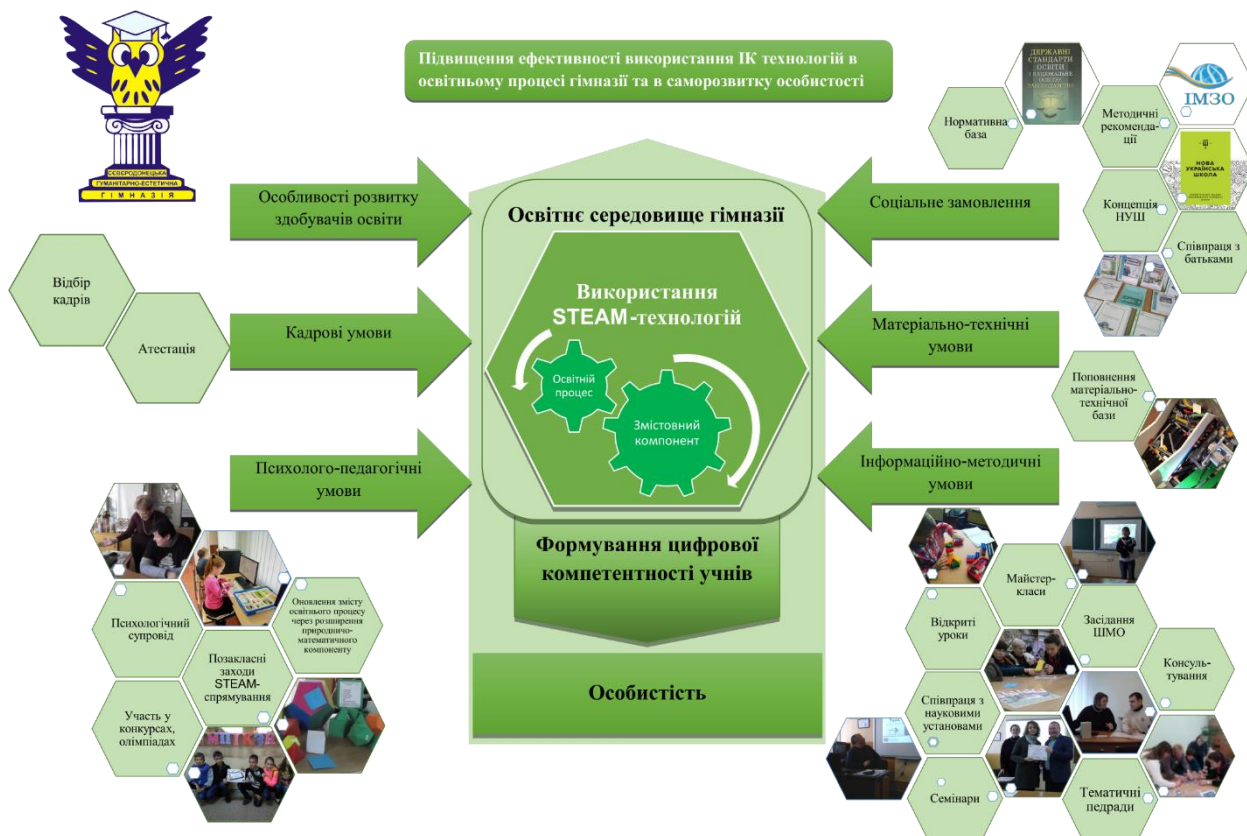 Підвищення ефективності використання ІК технологій в
освітньому процесі гімназії та в саморозвитку особистості
СЄВЄРОДОНЕЦЬКА
ГУМАНІТАРНО-ЕСТЕТИЧНА
ГІМНАЗІЯ
Особливості розвитку
здобувачів освіти
Відбір
кадрів
Атестація
Кадрові умови
Психолого-педагогічні
умови
Психологічний
супровід
Оновлення змісту
освітнього процесу
через розширення
природничо-
математичного
компоненту
Позакласні
заходи
STEAM-
спрямування
Участь у
конкурсах,
олімпіадах
Освітнє середовище гімназії
Використання
STEAM-технологій
Освітній
процес
Змістовний
компонент
Формування цифрової
компетентності учнів
Особистість
Соціальне замовлення
Матеріально-технічні
умови
Інформаційно-методичні
умови
Нормативна
база
ДЕРЖАВНІ
СТАНДАРТИ
ОСВІТИ
Методичні
рекоменда-
ції
ІМЗО
НОВА
УКРАЇНСЬКА
ШКОЛА
Концепція
НУШ
Співпраця з
батьками
Поповнення
матеріально-
технічної
бази
Майстер-
класи
Відкриті
уроки
Засідання
ШМО
Консуль-
тування
Співпраця з
науковими
установами
Семінари
Тематичні
педради